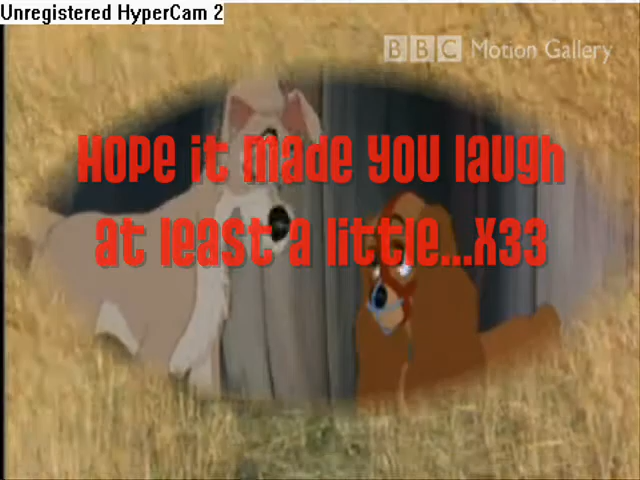 Unregistered HyperCam 2
BBC Motion Gallery
Hope it made you laugh
at least a little...X33